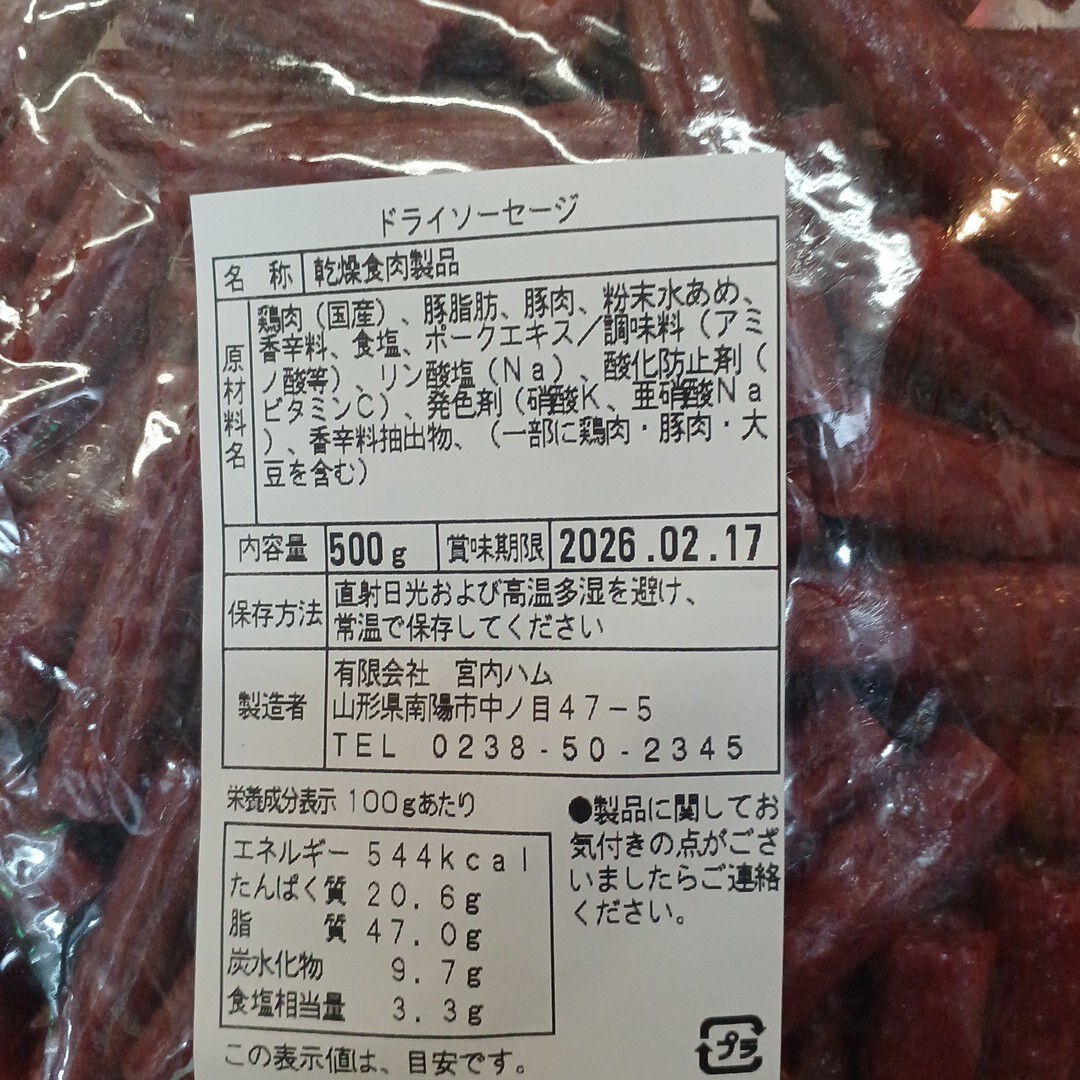 ドライソーセージ
名 称 乾燥食肉製品
原材料名
鶏肉（国産）、豚脂肪、豚肉、粉末水あめ、
香辛料、食塩、ポークエキス／調味料（アミ
ノ酸等）、リン酸塩（Ｎａ）、酸化防止剤（
ビタミンＣ）、発色剤（硝酸Ｋ、亜硝酸Ｎａ
）、香辛料抽出物、（一部に鶏肉・豚肉・大
豆を含む）
内容量 500g 賞味期限 2026.02.17
保存方法
直射日光および高温多湿を避け、
常温で保存してください
製造者
有限会社 宮内ハム
山形県南陽市中ノ目４７－５
ＴＥＬ ０２３８-５０-２３４５
栄養成分表示 １００ｇあたり
エネルギー ５４４ｋｃａｌ
たんぱく質 ２０．６ｇ
脂 質 ４７．０ｇ
炭水化物 ９．７ｇ
食塩相当量 ３．３ｇ
この表示値は、目安です。
●製品に関してお
気付きの点がござ
いましたらご連絡
ください。
プラ